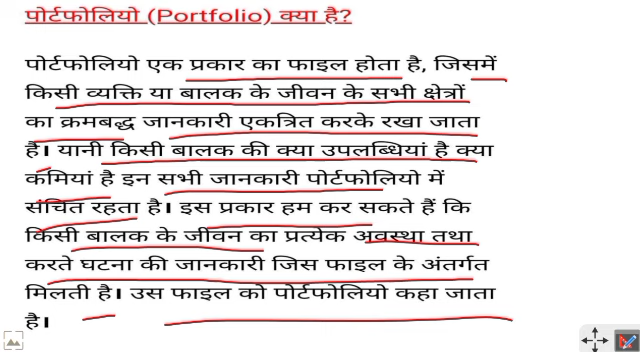 पोर्टफोलियो (Portfolio) क्या है?
पोर्टफोलियो एक प्रकार का फाइल होता है, जिसमें
किसी व्यक्ति या बालक के जीवन के सभी क्षेत्रों
का क्रमबद्ध जानकारी एकत्रित करके रखा जाता
है। यानी किसी बालक की क्या उपलब्धियां है क्या
कमियां है इन सभी जानकारी पोर्टफोलियो में
संचित रहता है। इस प्रकार हम कर सकते हैं कि
किसी बालक के जीवन का प्रत्येक अवस्था तथा
करते घटना की जानकारी जिस फाइल के अंतर्गत
मिलती है। उस फाइल को पोर्टफोलियो कहा जाता
है।